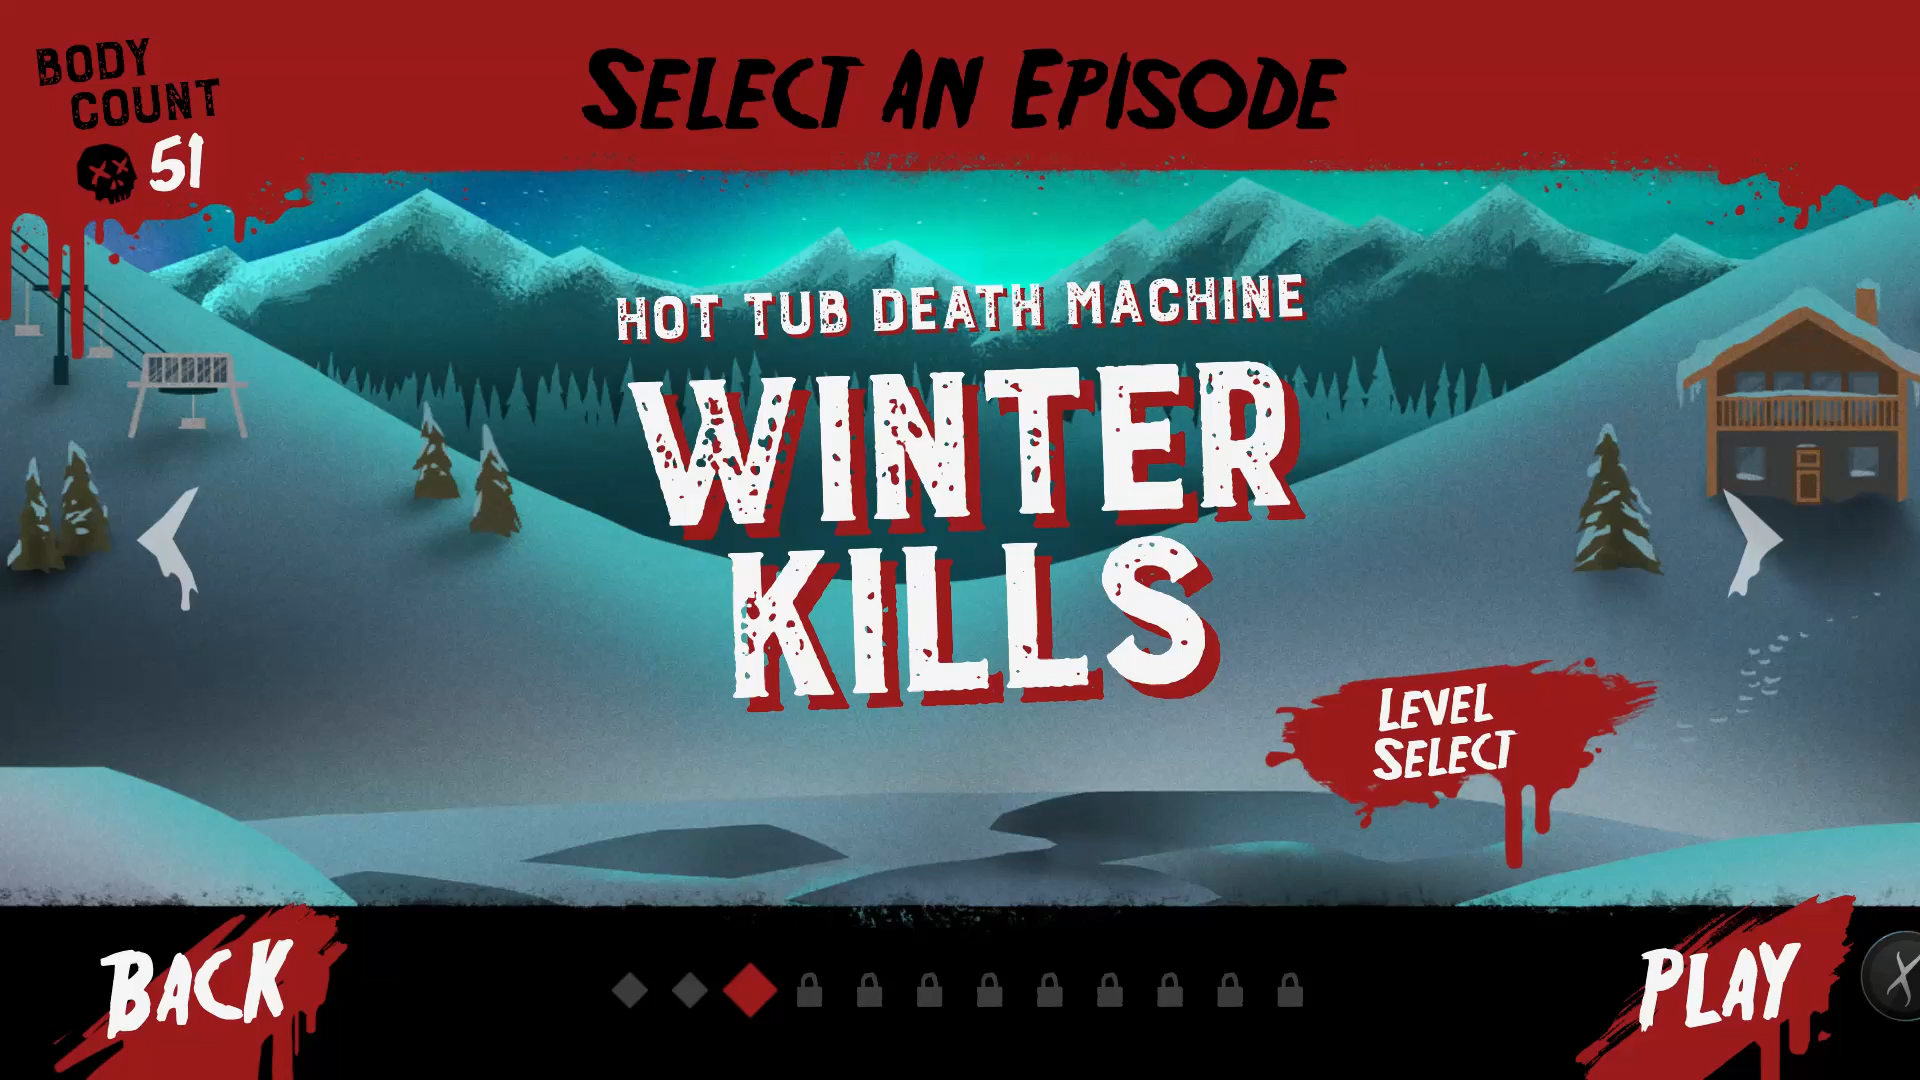 BODY
COUNT
51
SELECT AN EPISODE
HOT TUB DEATH MACHINE
WINTER
KILLS
LEVEL
SELECT
BACK
PLAY
X